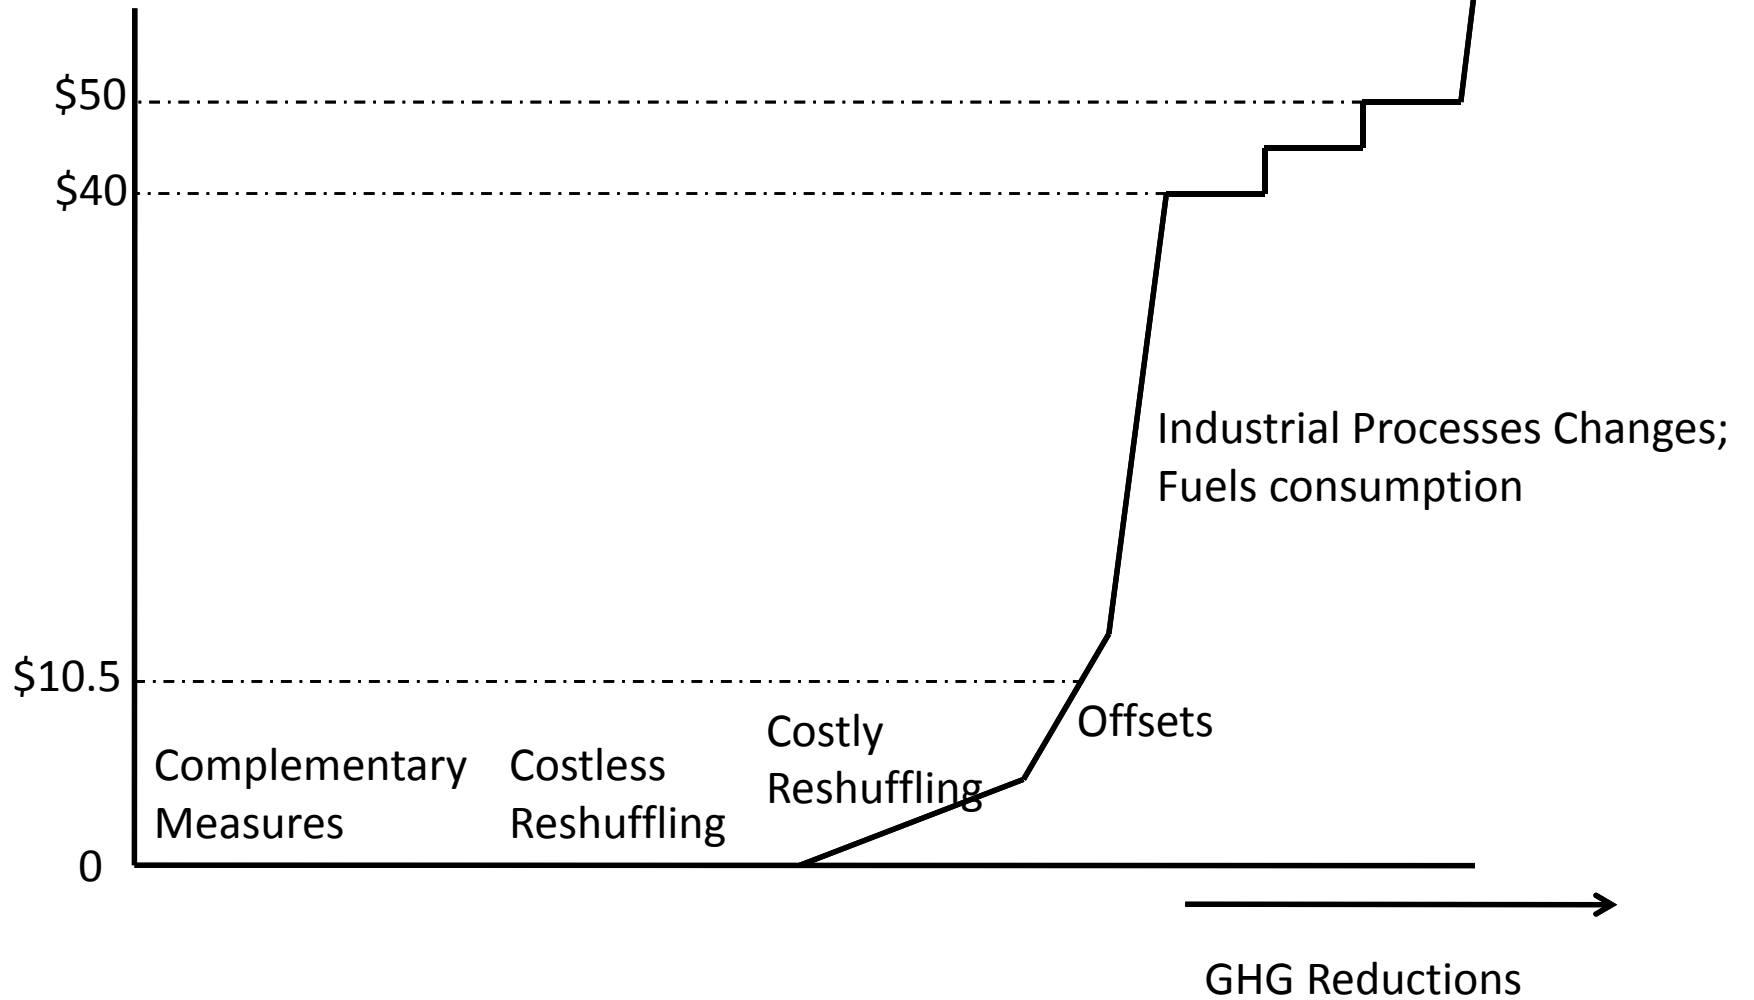 $50
$40
Industrial Processes Changes;
Fuels consumption
$10.5
Complementary
Measures
Costless
Reshuffling
Costly
Reshuffling
Offsets
0
GHG Reductions